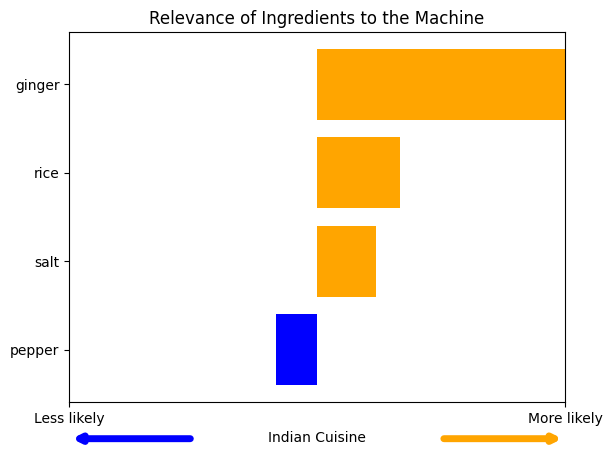 Relevance of Ingredients to the Machine
ginger
rice
salt
pepper
Less likely
More likely
Indian Cuisine